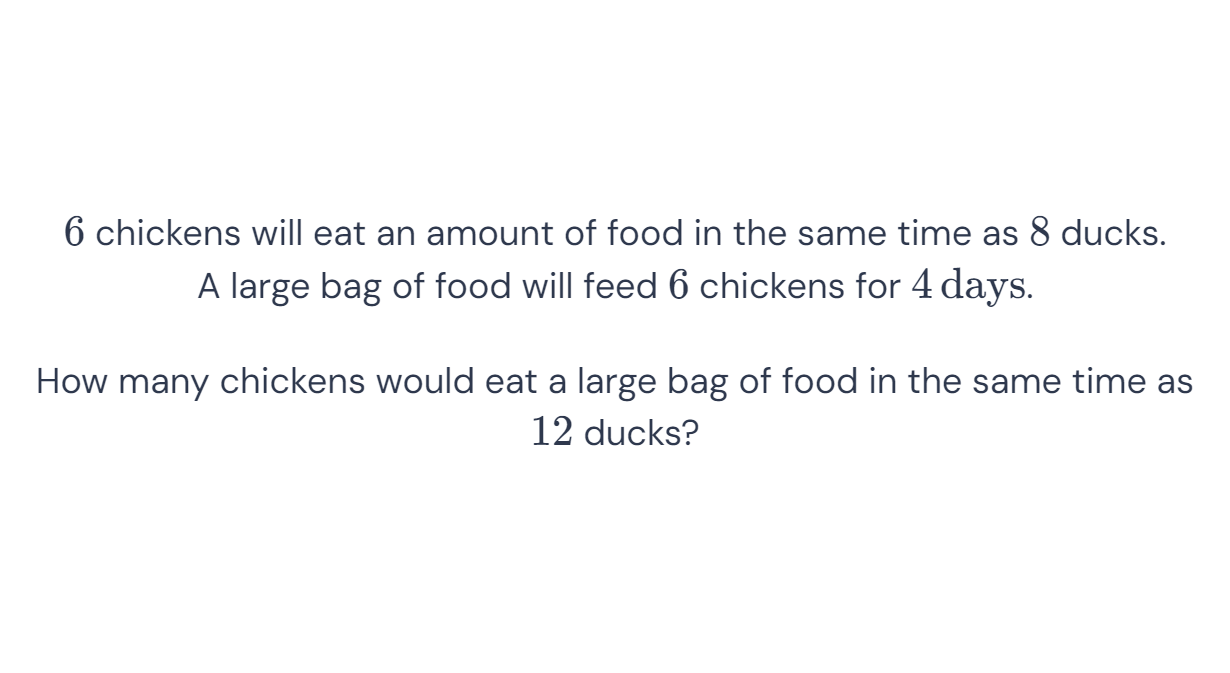 6 chickens will eat an amount of food in the same time as 8 ducks.
A large bag of food will feed 6 chickens for 4 days.
How many chickens would eat a large bag of food in the same time as
12 ducks?